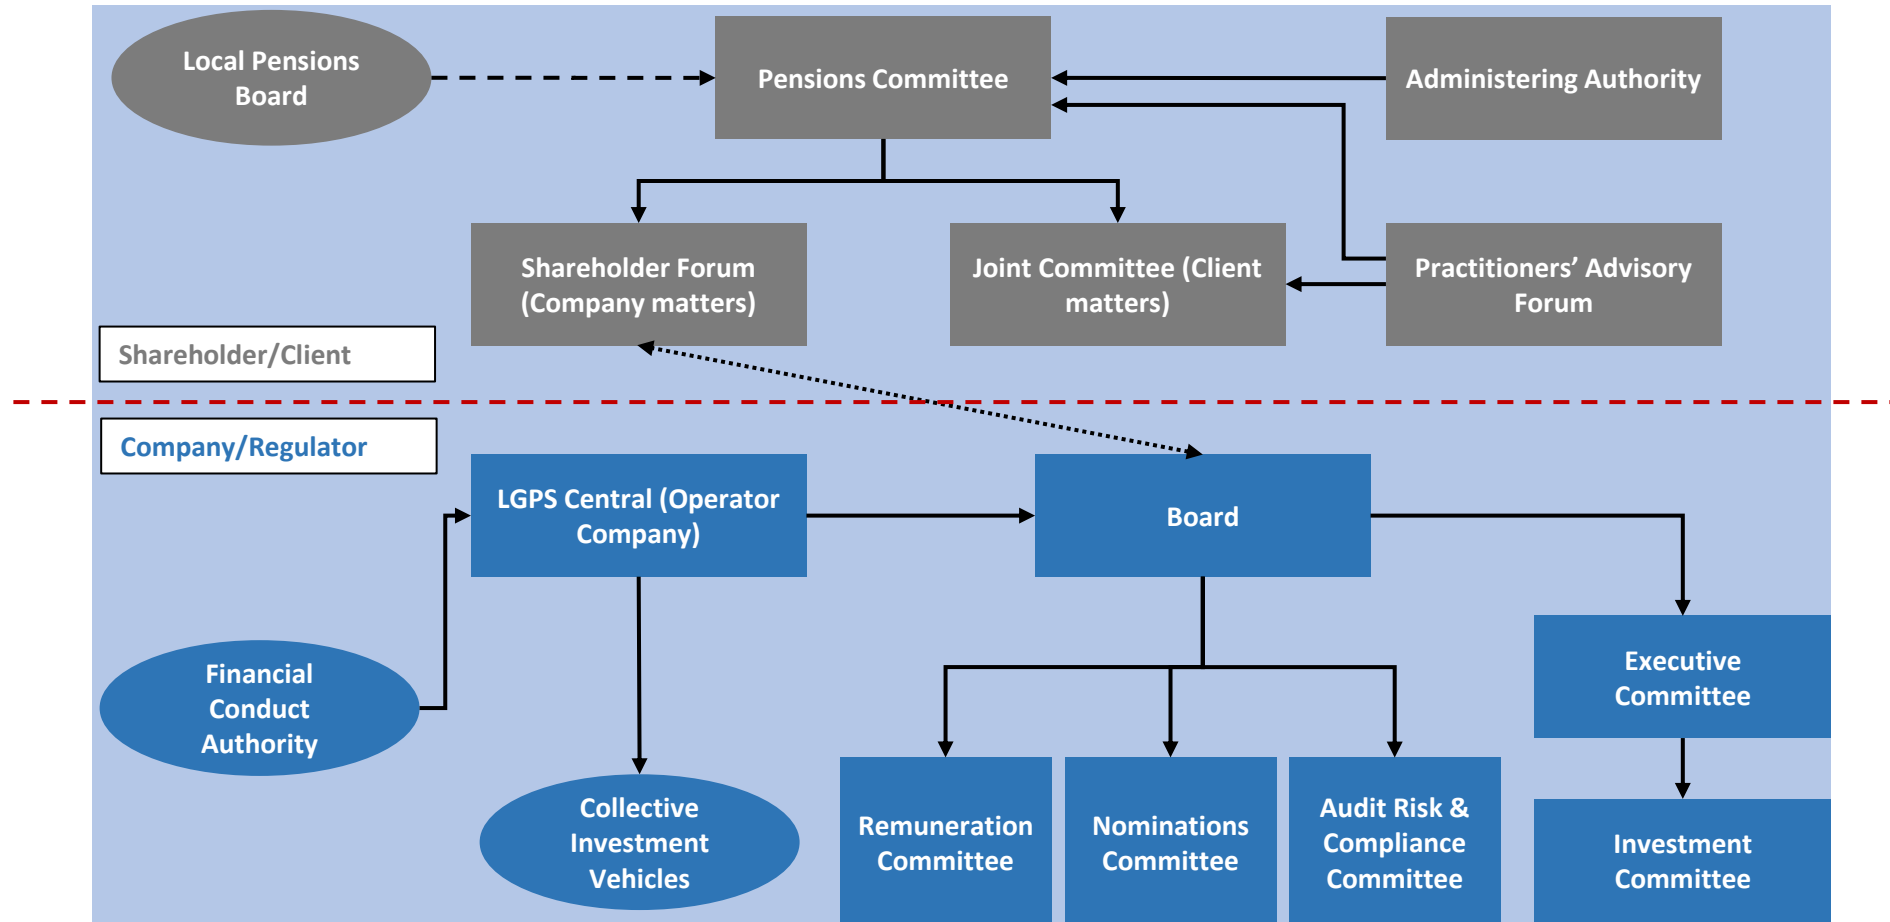 Local Pensions
Board
Pensions Committee
Administering Authority
Shareholder Forum
(Company matters)
Joint Committee (Client
matters)
Practitioners’ Advisory
Forum
Shareholder/Client
Company/Regulator
LGPS Central (Operator
Company)
Board
Financial
Conduct
Authority
Executive
Committee
Collective
Investment
Vehicles
Remuneration
Committee
Nominations
Committee
Audit Risk &
Compliance
Committee
Investment
Committee